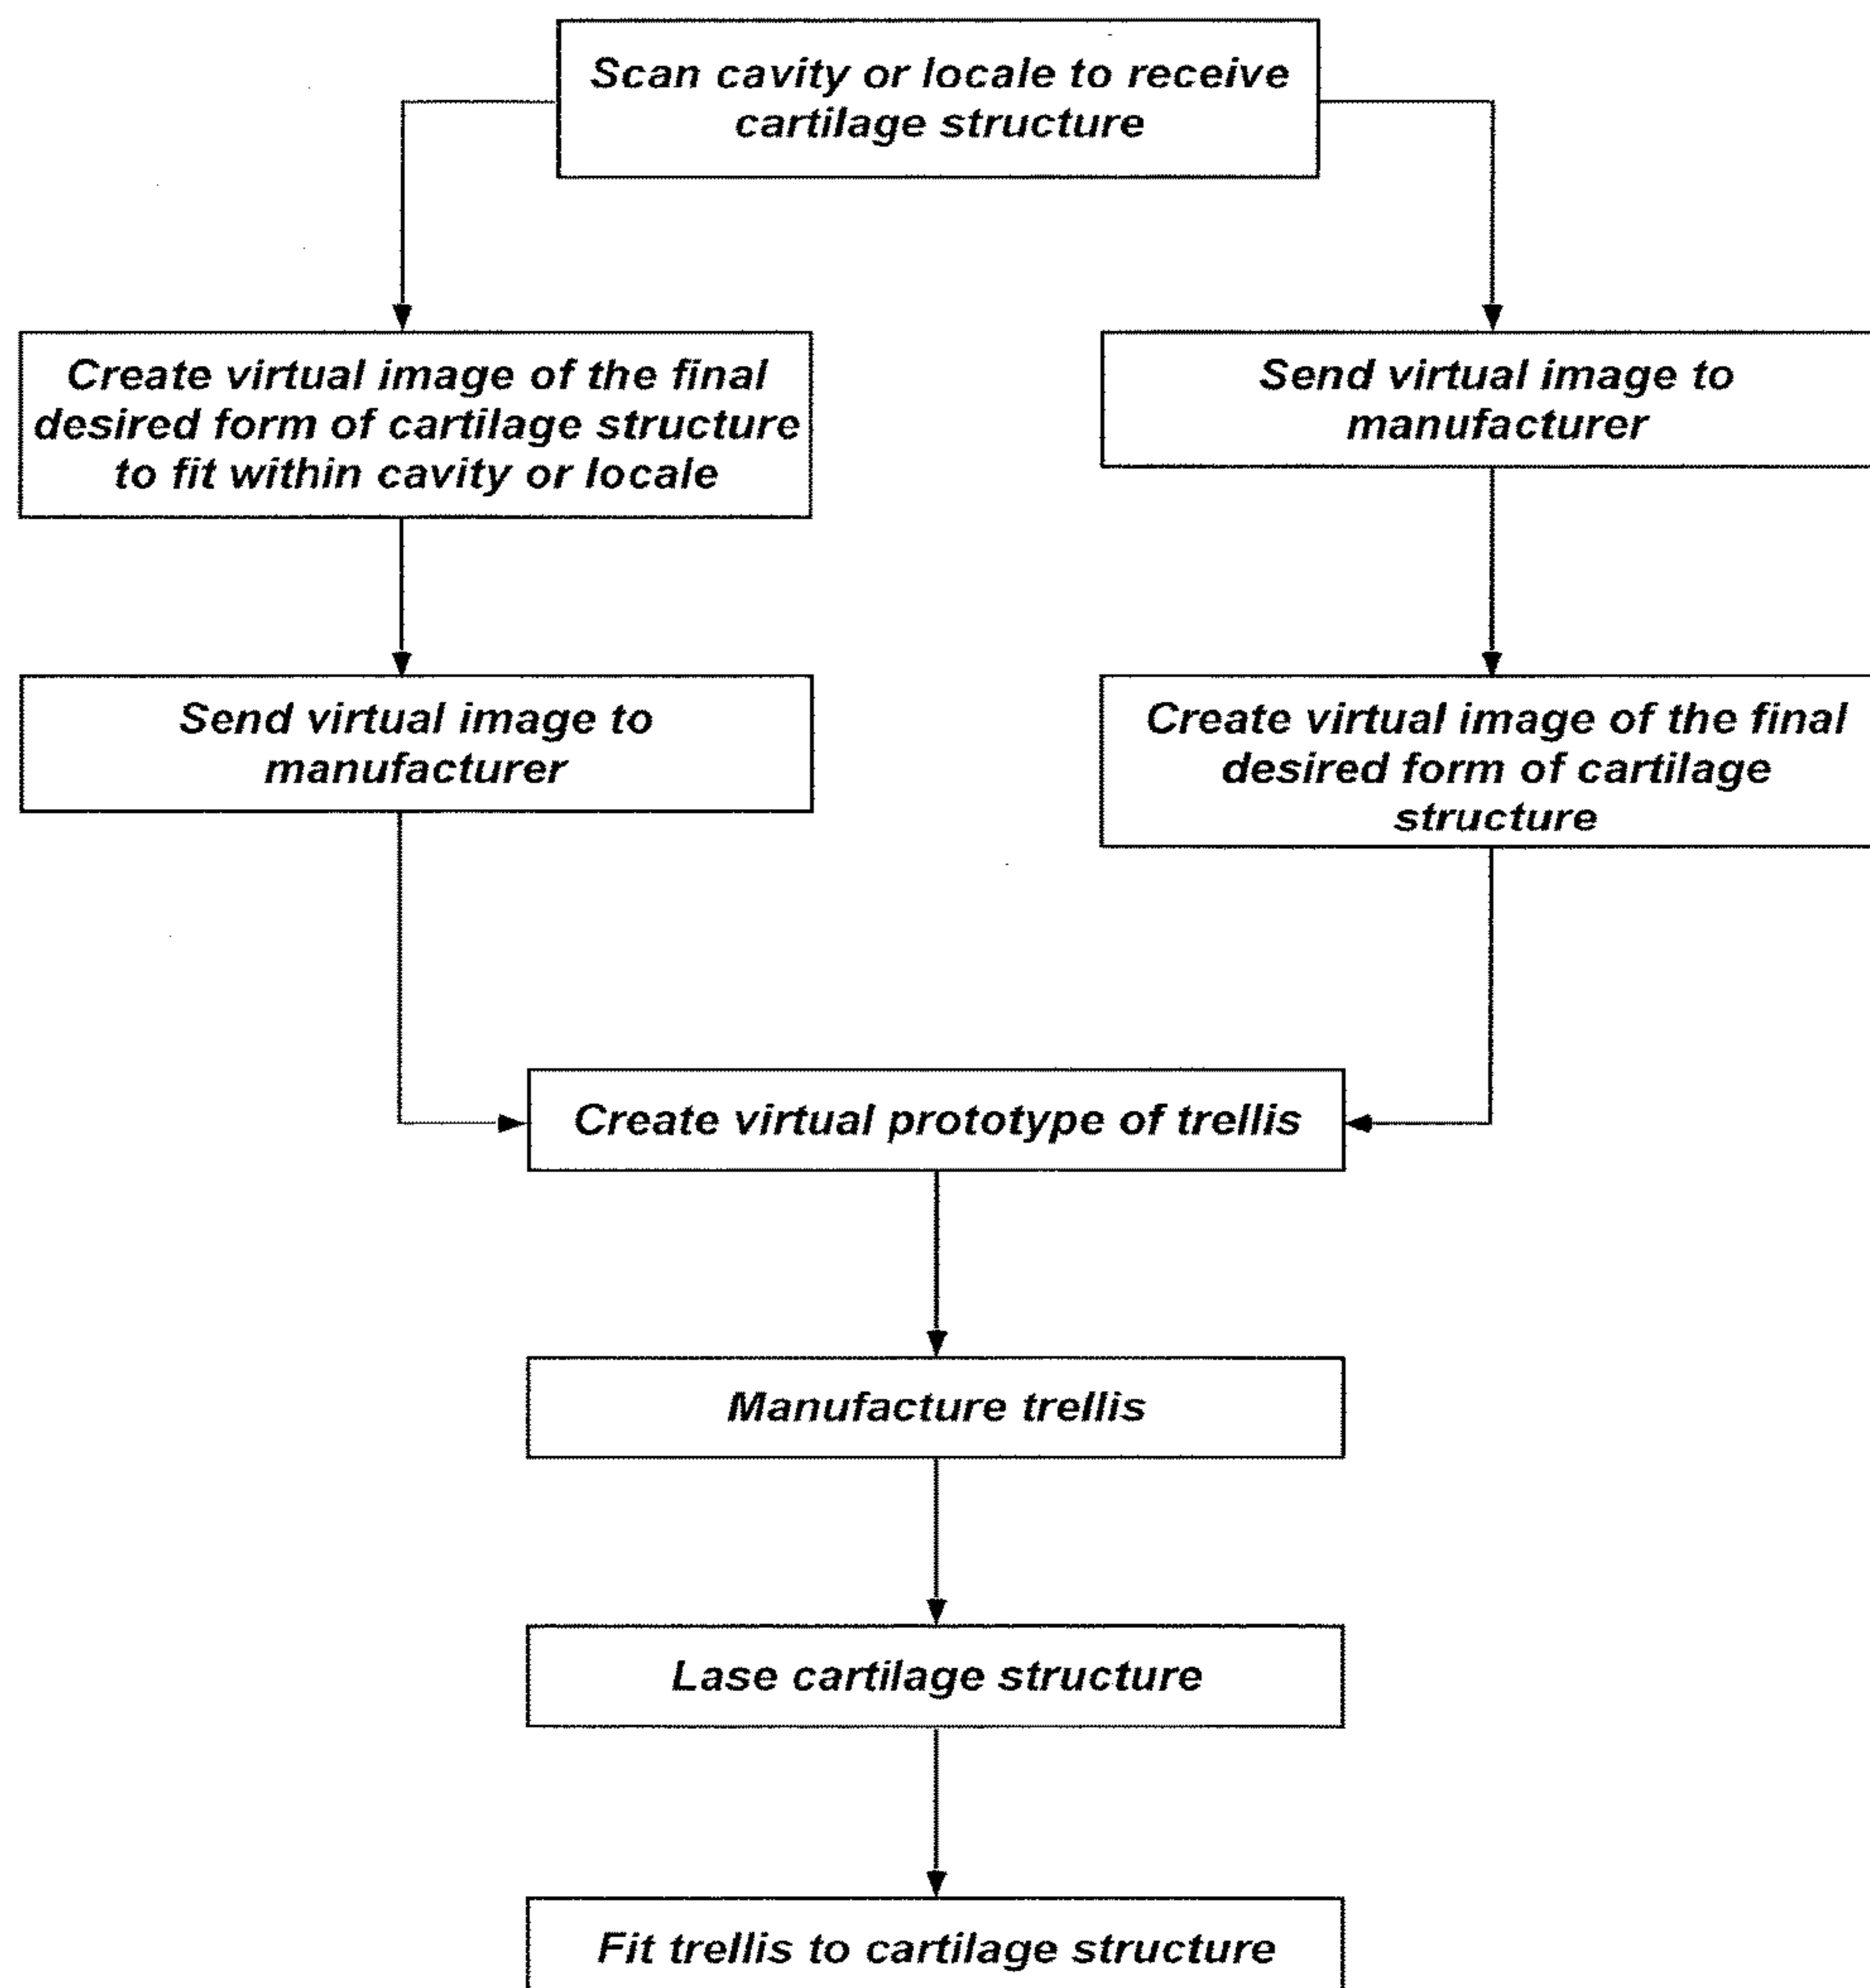 Scan cavity or locale to receive
cartilage structure
Create virtual image of the final
desired form of cartilage structure
to fit within cavity or locale
Send virtual image to
manufacturer
Send virtual image to
manufacturer
Create virtual image of the final
desired form of cartilage
structure
Create virtual prototype of trellis
Manufacture trellis
Lase cartilage structure
Fit trellis to cartilage structure